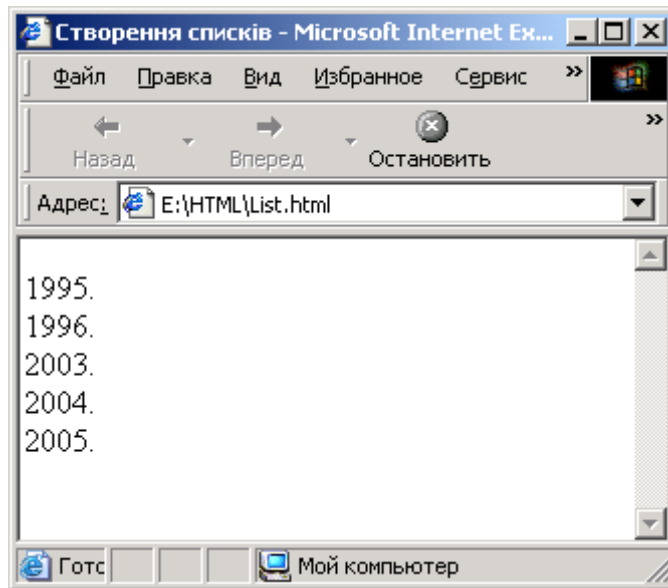 Створення списків - Microsoft Internet Ex...
Файл Правка Вид Избранное Сервис »
Назад Вперед Остановить »
Адрес: E:\HTML\List.html
1995.
1996.
2003.
2004.
2005.
Гото Мой компьютер